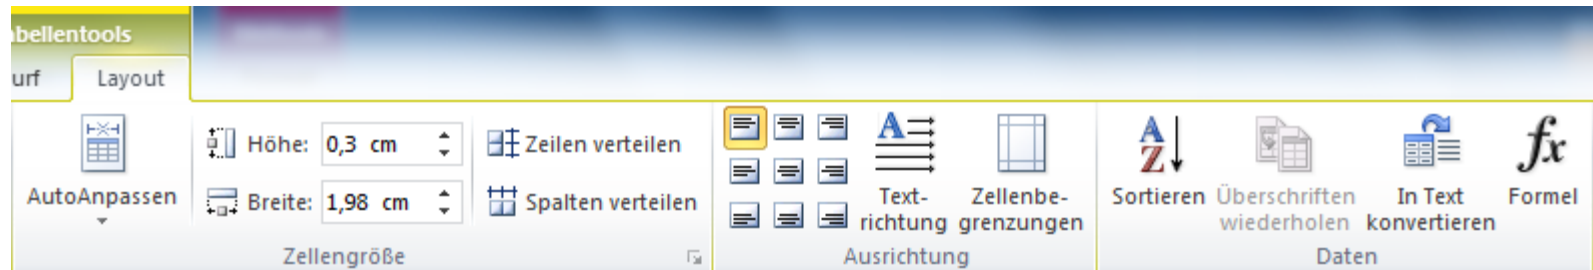 bellentools
urf Layout
AutoAnpassen
Höhe: 0,3 cm
Breite: 1,98 cm
Zeilen verteilen
Spalten verteilen
Zellengröße
Text-
richtung
Zellenbe-
grenzungen
Ausrichtung
A
Z
Sortieren
Überschriften
wiederholen
In Text
konvertieren
fx
Formel
Daten